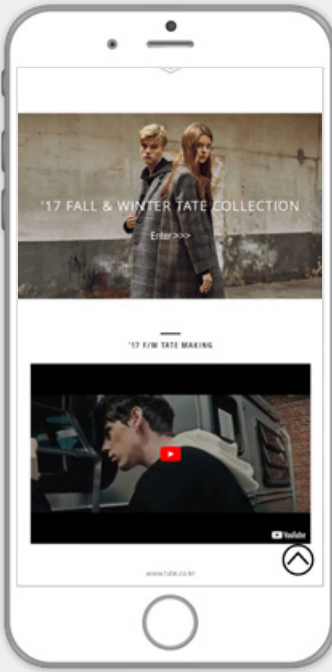 '17 FALL & WINTER TATE COLLECTION
Enter >>>
'17 F/W TATE MAKING
YouTube
www.tate.co.kr